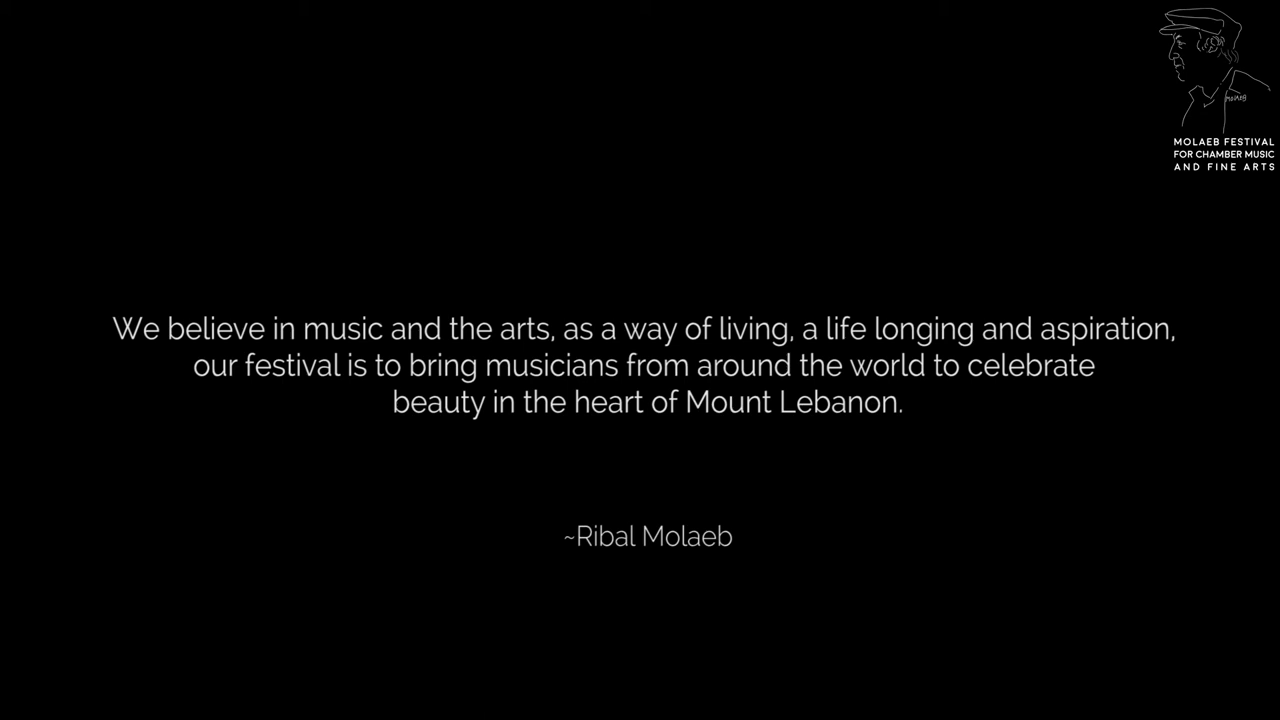 MOLAEB
MOLAEB FESTIVAL
FOR CHAMBER MUSIC
AND FINE ARTS
We believe in music and the arts, as a way of living, a life longing and aspiration,
our festival is to bring musicians from around the world to celebrate
beauty in the heart of Mount Lebanon.
~Ribal Molaeb